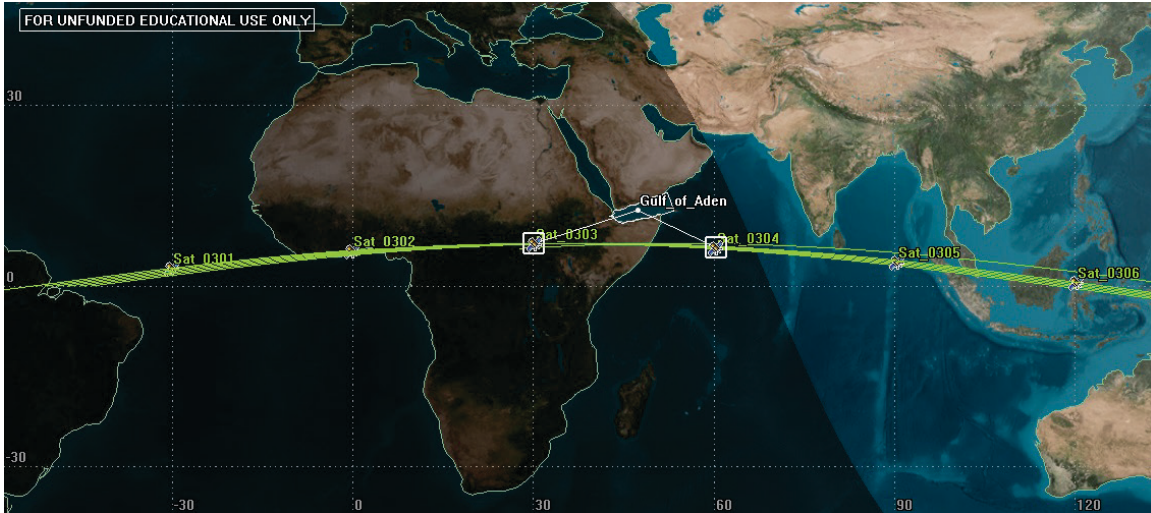 FOR UNFUNDED EDUCATIONAL USE ONLY
30
Gulf_of_Aden
Sat_0303
Sat_0304
Sat_0302
Sat_0305
Sat_0301
Sat_0306
0
-30
-30
0
30
60
90
120